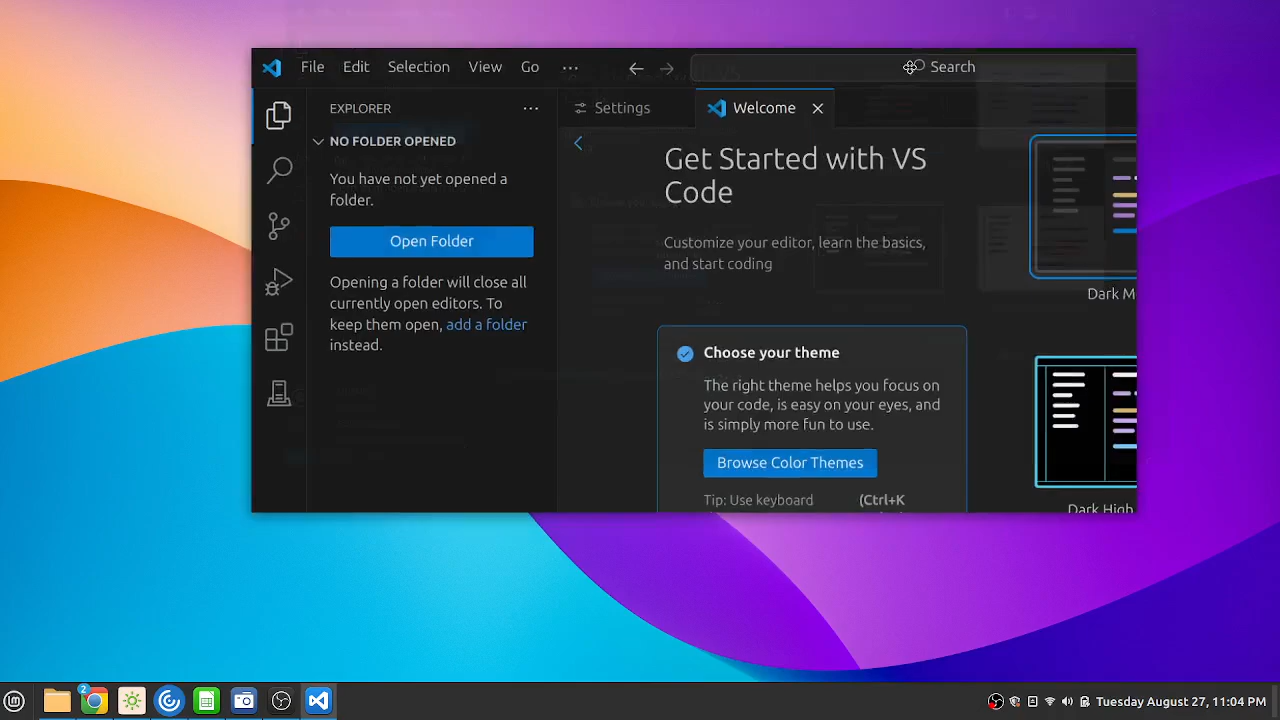 File Edit Selection View Go ...
Search
EXPLORER
Settings
Welcome
NO FOLDER OPENED
You have not yet opened a
folder.
Open Folder
Opening a folder will close all
currently open editors. To
keep them open, add a folder
instead.
Get Started with VS
Code
Customize your editor, learn the basics,
and start coding
Choose your theme
The right theme helps you focus on
your code, is easy on your eyes, and
is simply more fun to use.
Browse Color Themes
Tip: Use keyboard (Ctrl+K
Dark M
Dark High
2
Tuesday August 27, 11:04 PM